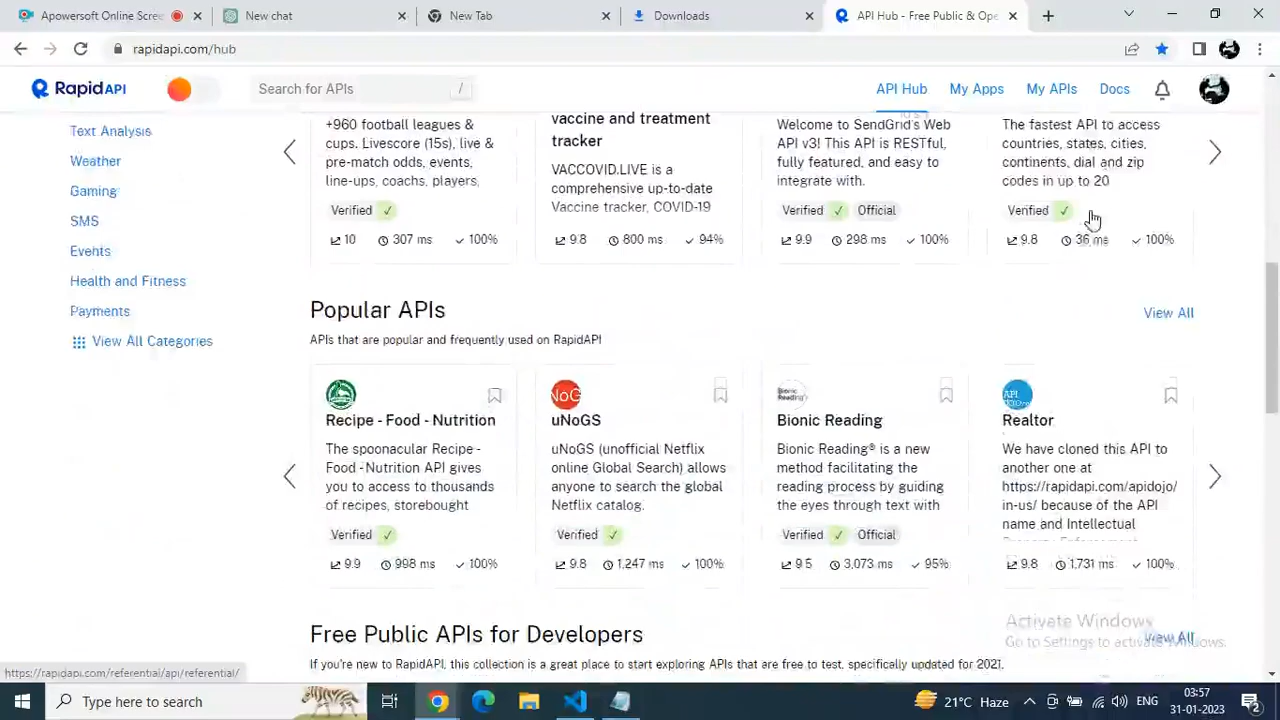 Apowersoft Online Scree
New chat
New Tab
Downloads
API Hub - Free Public & Ope
rapidapi.com/hub
Rapid API
Search for APIs
/
API Hub
My Apps
My APIs
Docs
Text Analysis
Weather
Gaming
SMS
Events
Health and Fitness
Payments
View All Categories
+960 football leagues &
cups. Livescore (15s), live &
pre-match odds, events,
line-ups, coachs, players,
Verified
10
307 ms
100%
vaccine and treatment
tracker
VACCOVID.LIVE is a
comprehensive up-to-date
Vaccine tracker, COVID-19
9.8
800 ms
94%
Welcome to SendGrid's Web
API v3! This API is RESTful,
fully featured, and easy to
integrate with.
Verified
Official
9.9
298 ms
100%
The fastest API to access
countries, states, cities,
continents, dial and zip
codes in up to 20
Verified
9.8
36 ms
100%
Popular APIs
View All
APIs that are popular and frequently used on RapidAPI
Recipe - Food - Nutrition
The spoonacular Recipe -
Food - Nutrition API gives
you to access to thousands
of recipes, storebought
Verified
9.9
998 ms
100%
NoG
uNoGS
uNoGS (unofficial Netflix
online Global Search) allows
anyone to search the global
Netflix catalog.
Verified
9.8
1,247 ms
100%
Bionic
Reading
Bionic Reading
Bionic Reading® is a new
method facilitating the
reading process by guiding
the eyes through text with
Verified
Official
9.5
3,073 ms
95%
API
Realtor
We have cloned this API to
another one at
https://rapidapi.com/apidojo/
in-us/ because of the API
name and Intellectual
9.8
1,731 ms
100%
Free Public APIs for Developers
View All
If you're new to RapidAPI, this collection is a great place to start exploring APIs that are free to test, specifically updated for 2021.
Activate Windows
Go to Settings to activate Windows.
https://rapidapi.com/referential/api/referential/
Type here to search
21°C Haze
ENG
03:57
31-01-2023
2